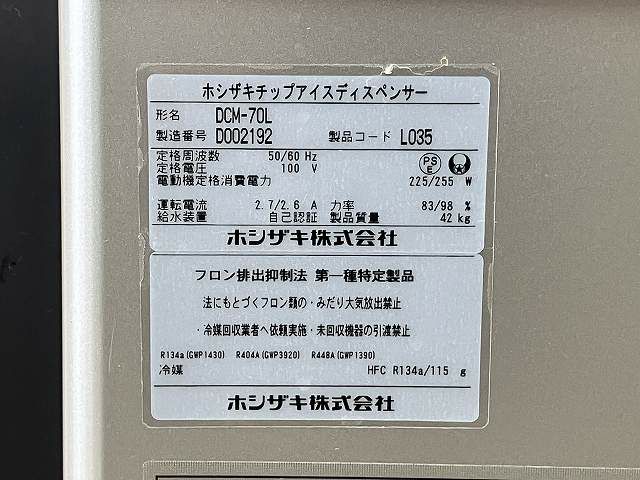 ホシザキチップアイスディスペンサー
形名 DCM-70L
製造番号 D002192 製品コード L035
定格周波数 50/60 Hz
定格電圧 100 V
電動機定格消費電力 225/255 W
PS E
運転電流 2.7/2.6 A 力率 83/98 %
給水装置 自己認証 製品質量 42 kg
ホシザキ株式会社
フロン排出抑制法 第一種特定製品
法にもとづくフロン類の・みだり大気放出禁止
・冷媒回収業者へ依頼実施・未回収機器の引渡禁止
R134a(GWP1430) R404A(GWP3920) R448A(GWP1390)
冷媒 HFC R134a/115 g
ホシザキ株式会社